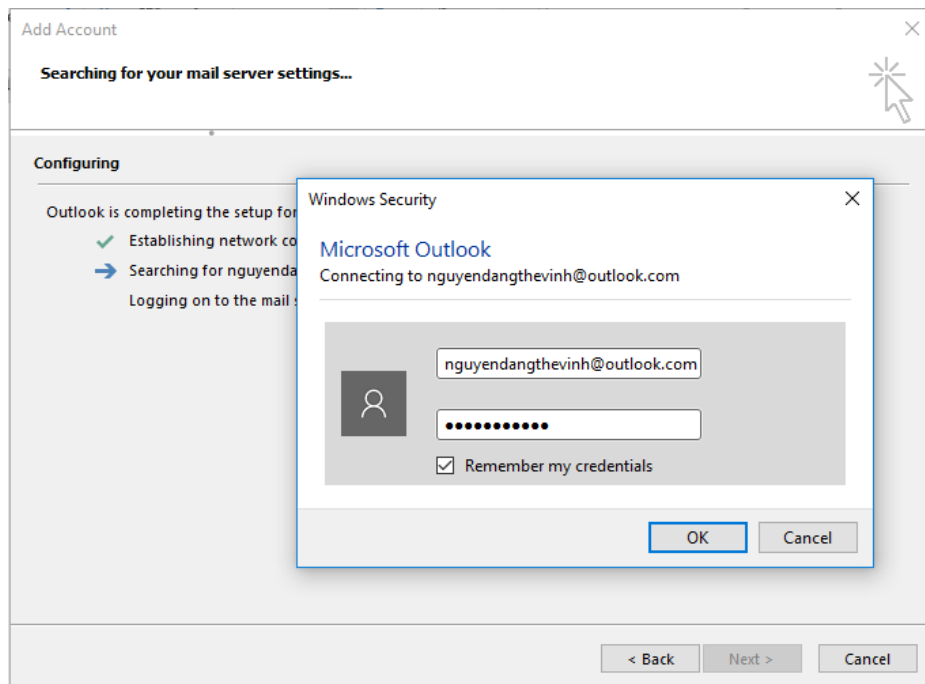 Add Account
Searching for your mail server settings...
Configuring
Outlook is completing the setup for
Establishing network co
Searching for nguyenda
Logging on to the mail
Windows Security
Microsoft Outlook
Connecting to nguyendangthevinh@outlook.com
nguyendangthevinh@outlook.com
●●●●●●●●●●●
Remember my credentials
OK
Cancel
< Back
Next >
Cancel